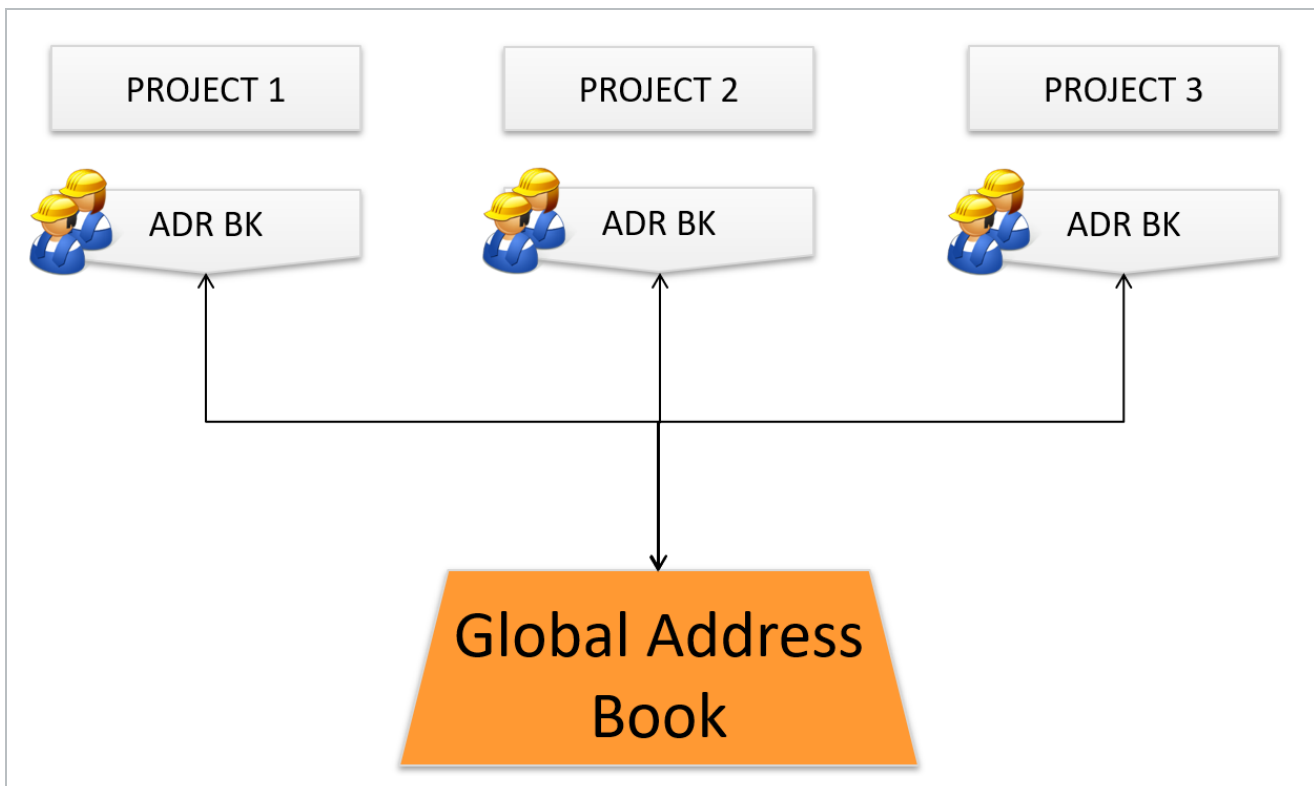 PROJECT 1
PROJECT 2
PROJECT 3
ADR BK
ADR BK
ADR BK
Global Address
Book